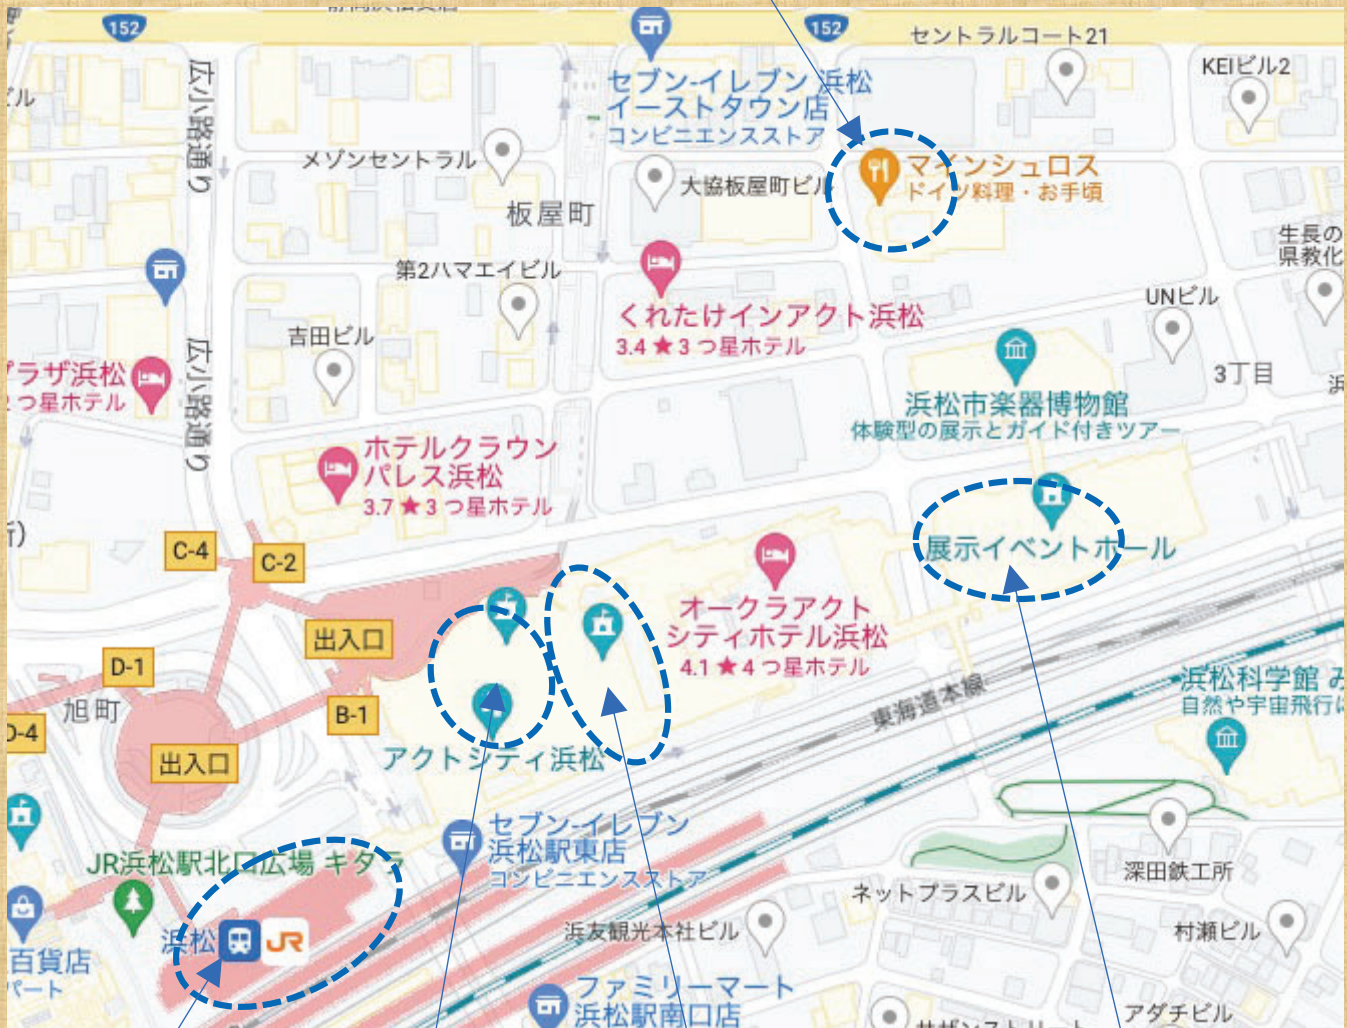 152
152
セントラルコート21
KEIビル2
セブン-イレブン 浜松
イーストタウン店
コンビニエンスストア
広小路通り
メゾンセントラル
大協板屋町ビル
マインシュロス
ドイツ料理・お手頃
板屋町
第2ハマエイビル
生長の
県教化
UNビル
くれたけインアクト浜松
3.4 ★ 3 つ星ホテル
吉田ビル
広小路通り
プラザ浜松
2 つ星ホテル
3丁目
浜松市楽器博物館
体験型の展示とガイド付きツアー
ホテルクラウン
パレス浜松
3.7 ★ 3 つ星ホテル
C-4
C-2
展示イベントホール
オークラアクト
シティホテル浜松
4.1 ★ 4 つ星ホテル
出入口
D-1
旭町
B-1
D-4
出入口
アクトシティ浜松
東海道本線
浜松科学館 み
自然や宇宙飛行
セブン-イレブン
浜松駅東店
コンビニエンスストア
JR浜松駅北口広場 キタラ
浜松
JR
百貨店
パート
ネットプラスビル
深田鉄工所
浜友観光本社ビル
村瀬ビル
ファミリーマート
浜松駅南口店
アダチビル